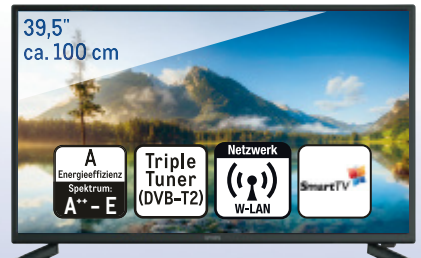 39,5"
ca. 100 cm
A
Energieeffizienz
Spektrum:
A⁺⁺ - E
Triple
Tuner
(DVB-T2)
Netzwerk
W-LAN
SmartTV